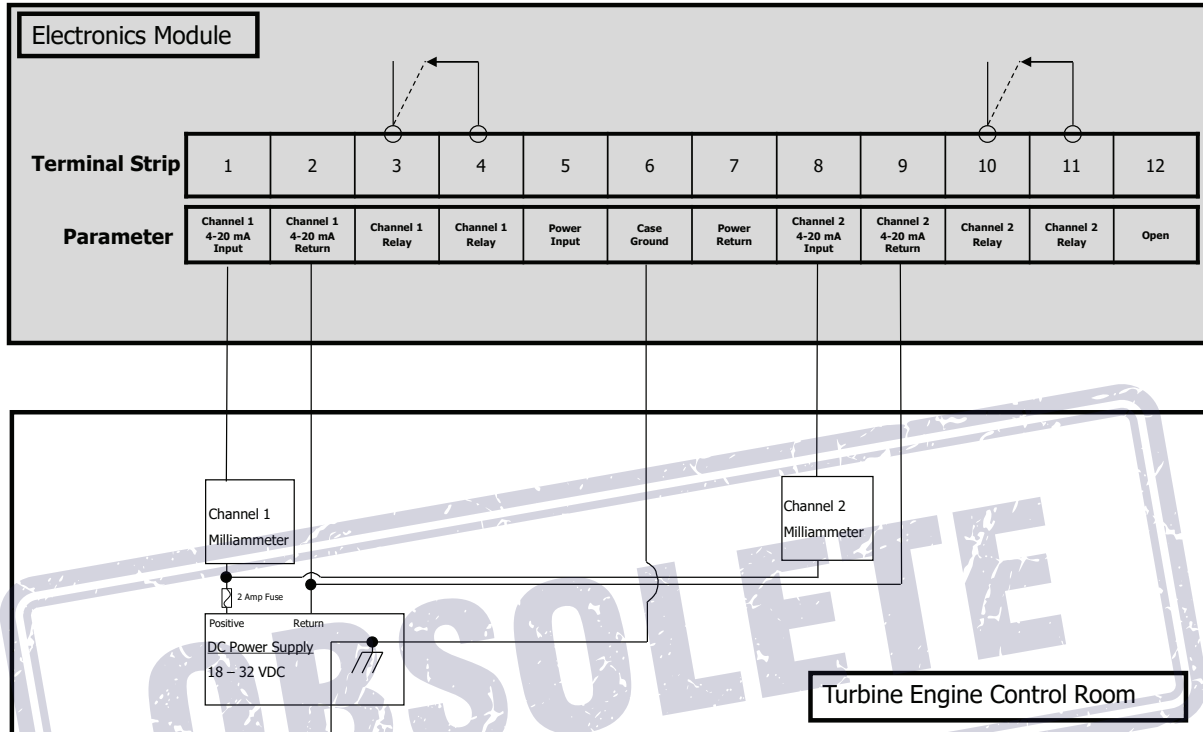 Electronics Module
Terminal Strip 1 2 3 4 5 6 7 8 9 10 11 12
Parameter
Channel 1
4-20 mA
Input
Channel 1
4-20 mA
Return
Channel 1
Relay
Channel 1
Relay
Power
Input
Case
Ground
Power
Return
Channel 2
4-20 mA
Input
Channel 2
4-20 mA
Return
Channel 2
Relay
Channel 2
Relay
Open
Channel 1
Milliammeter
Channel 2
Milliammeter
2 Amp Fuse
Positive Return
DC Power Supply
18 – 32 VDC
Turbine Engine Control Room
OBSOLETE